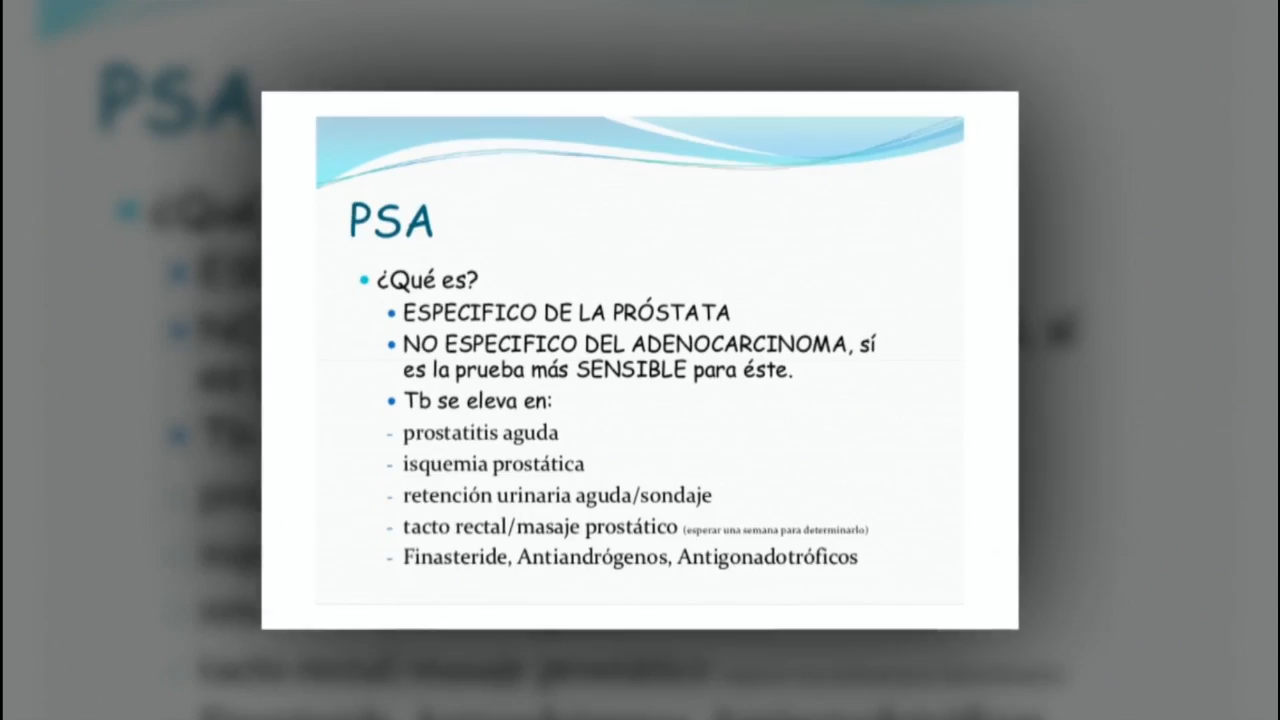 PSA
• ¿Qué es?
• ESPECIFICO DE LA PRÓSTATA
• NO ESPECIFICO DEL ADENOCARCINOMA, sí
es la prueba más SENSIBLE para éste.
• Tb se eleva en:
- prostatitis aguda
- isquemia prostática
- retención urinaria aguda/sondaje
- tacto rectal/masaje prostático (esperar una semana para determinarlo)
- Finasteride, Antiandrógenos, Antigonadotróficos